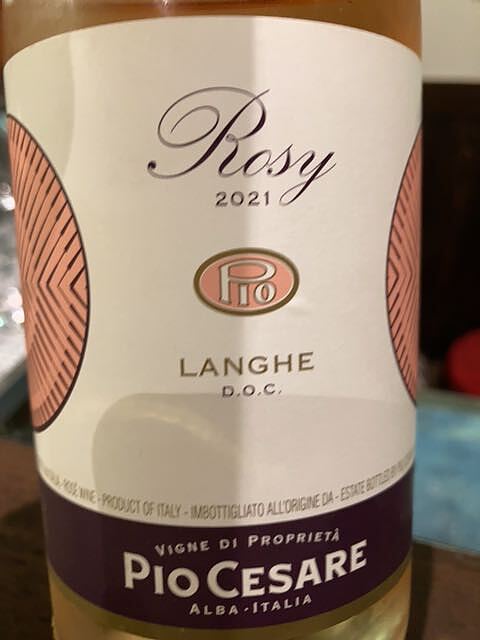 Rosy
2021
PIO
LANGHE
D.O.C.
ROSÉ WINE - PRODUCT OF ITALY - IMBOTTIGLIATO ALL'ORIGINE DA - ESTATE BOTTLED BY
VIGNE DI PROPRIETÀ
PIO CESARE
ALBA - ITALIA